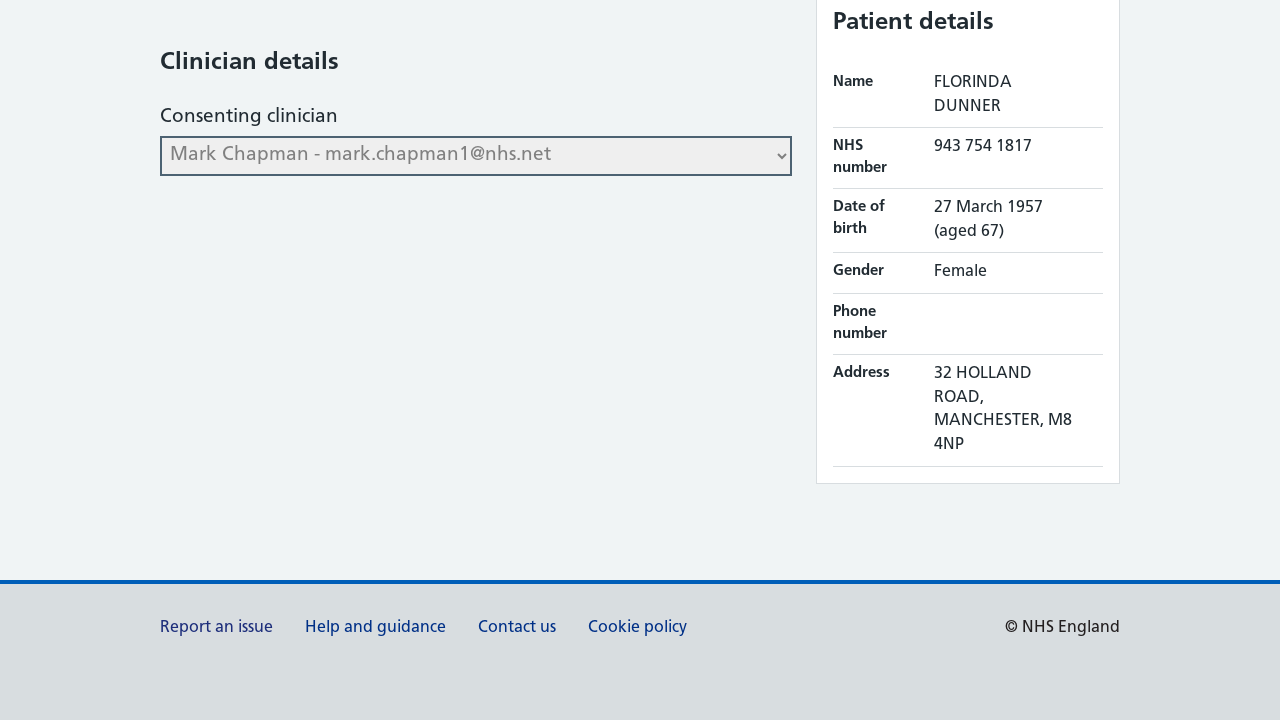 Clinician details
Consenting clinician
Mark Chapman - mark.chapman1@nhs.net
Patient details
Name
FLORINDA
DUNNER
NHS
number
943 754 1817
Date of
birth
27 March 1957
(aged 67)
Gender
Female
Phone
number
Address
32 HOLLAND
ROAD,
MANCHESTER, M8
4NP
Report an issue
Help and guidance
Contact us
Cookie policy
© NHS England